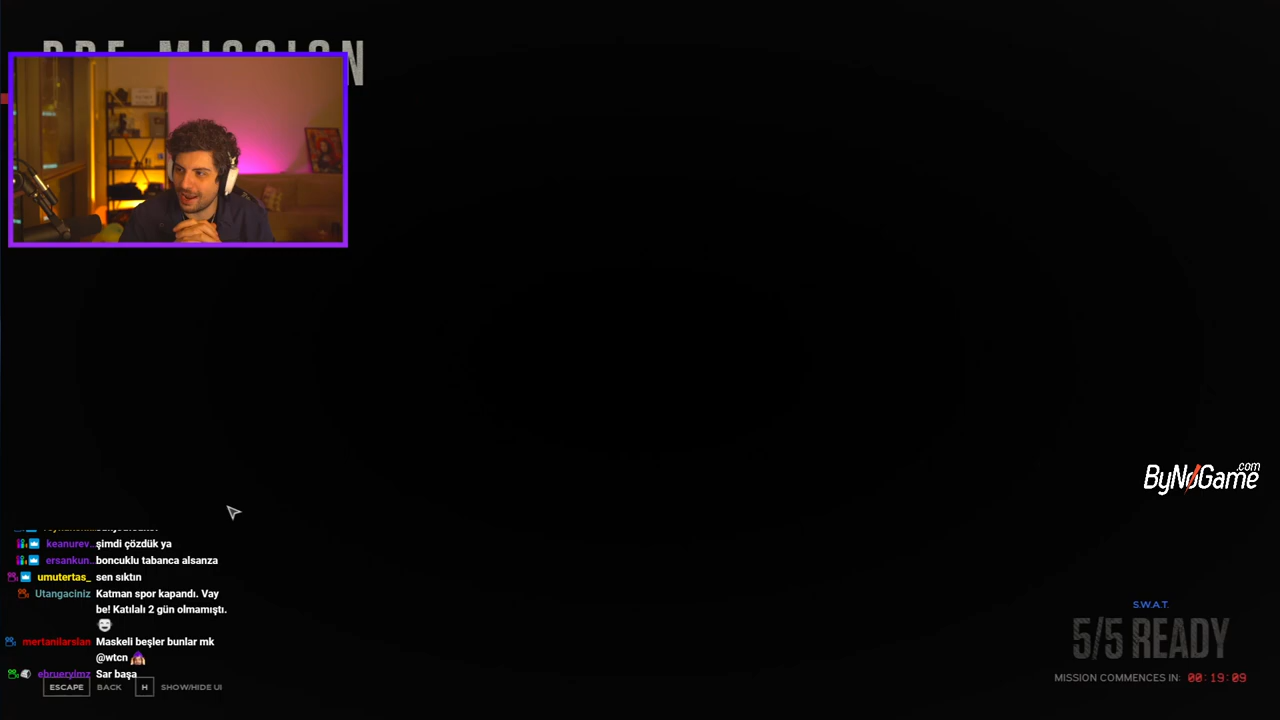 PRE-MISSION
şimdi çözdük ya
boncuklu tabanca alsanza
umutertas_ sen sıktın
Utangaciniz Katman spor kapandı. Vay
be! Katılalı 2 gün olmamıştı.
mertanilarslan Maskeli beşler bunlar mk
@wtcn
ebrueryimz Sar başa
ESCAPE BACK H SHOW/HIDE UI
ByNoGame
.com
S.W.A.T.
5/5 READY
MISSION COMMENCES IN: 00:19:09